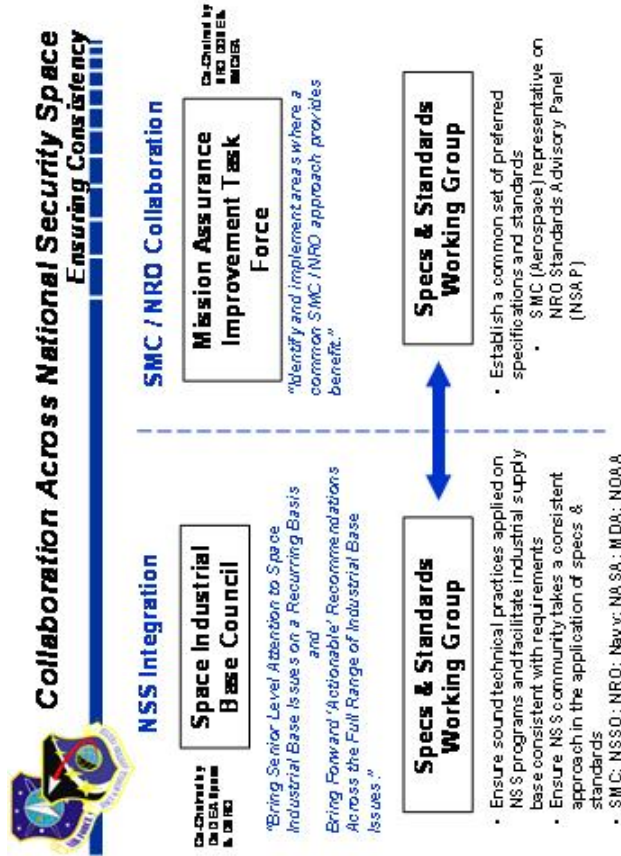 Collaboration Across National Security Space
Ensuring Consistency
NSS Integration
Co-Chaired by
Space Industrial
Base Council
"Bring Senior Level Attention to Space
Industrial Base Issues on a Recurring Basis
and
Bring Forward 'Actionable' Recommendations
Across the Full Range of Industrial Base
Issues."
Specs & Standards
Working Group
• Ensure sound technical practices applied on
NSS programs and facilitate industrial supply
base consistent with requirements
• Ensure NSS community takes a consistent
approach in the application of specs &
standards
• SMC; NSSO; NRO; Navy; NASA; MDA; NOAA
SMC / NRO Collaboration
Mission Assurance
Improvement Task
Force
Co-Chaired by
"Identify and implement areas where a
common SMC / NRO approach provides
benefit."
Specs & Standards
Working Group
• Establish a common set of preferred
specifications and standards
• SMC (Aerospace) representative on
NRO Standards Advisory Panel
(NSAP)